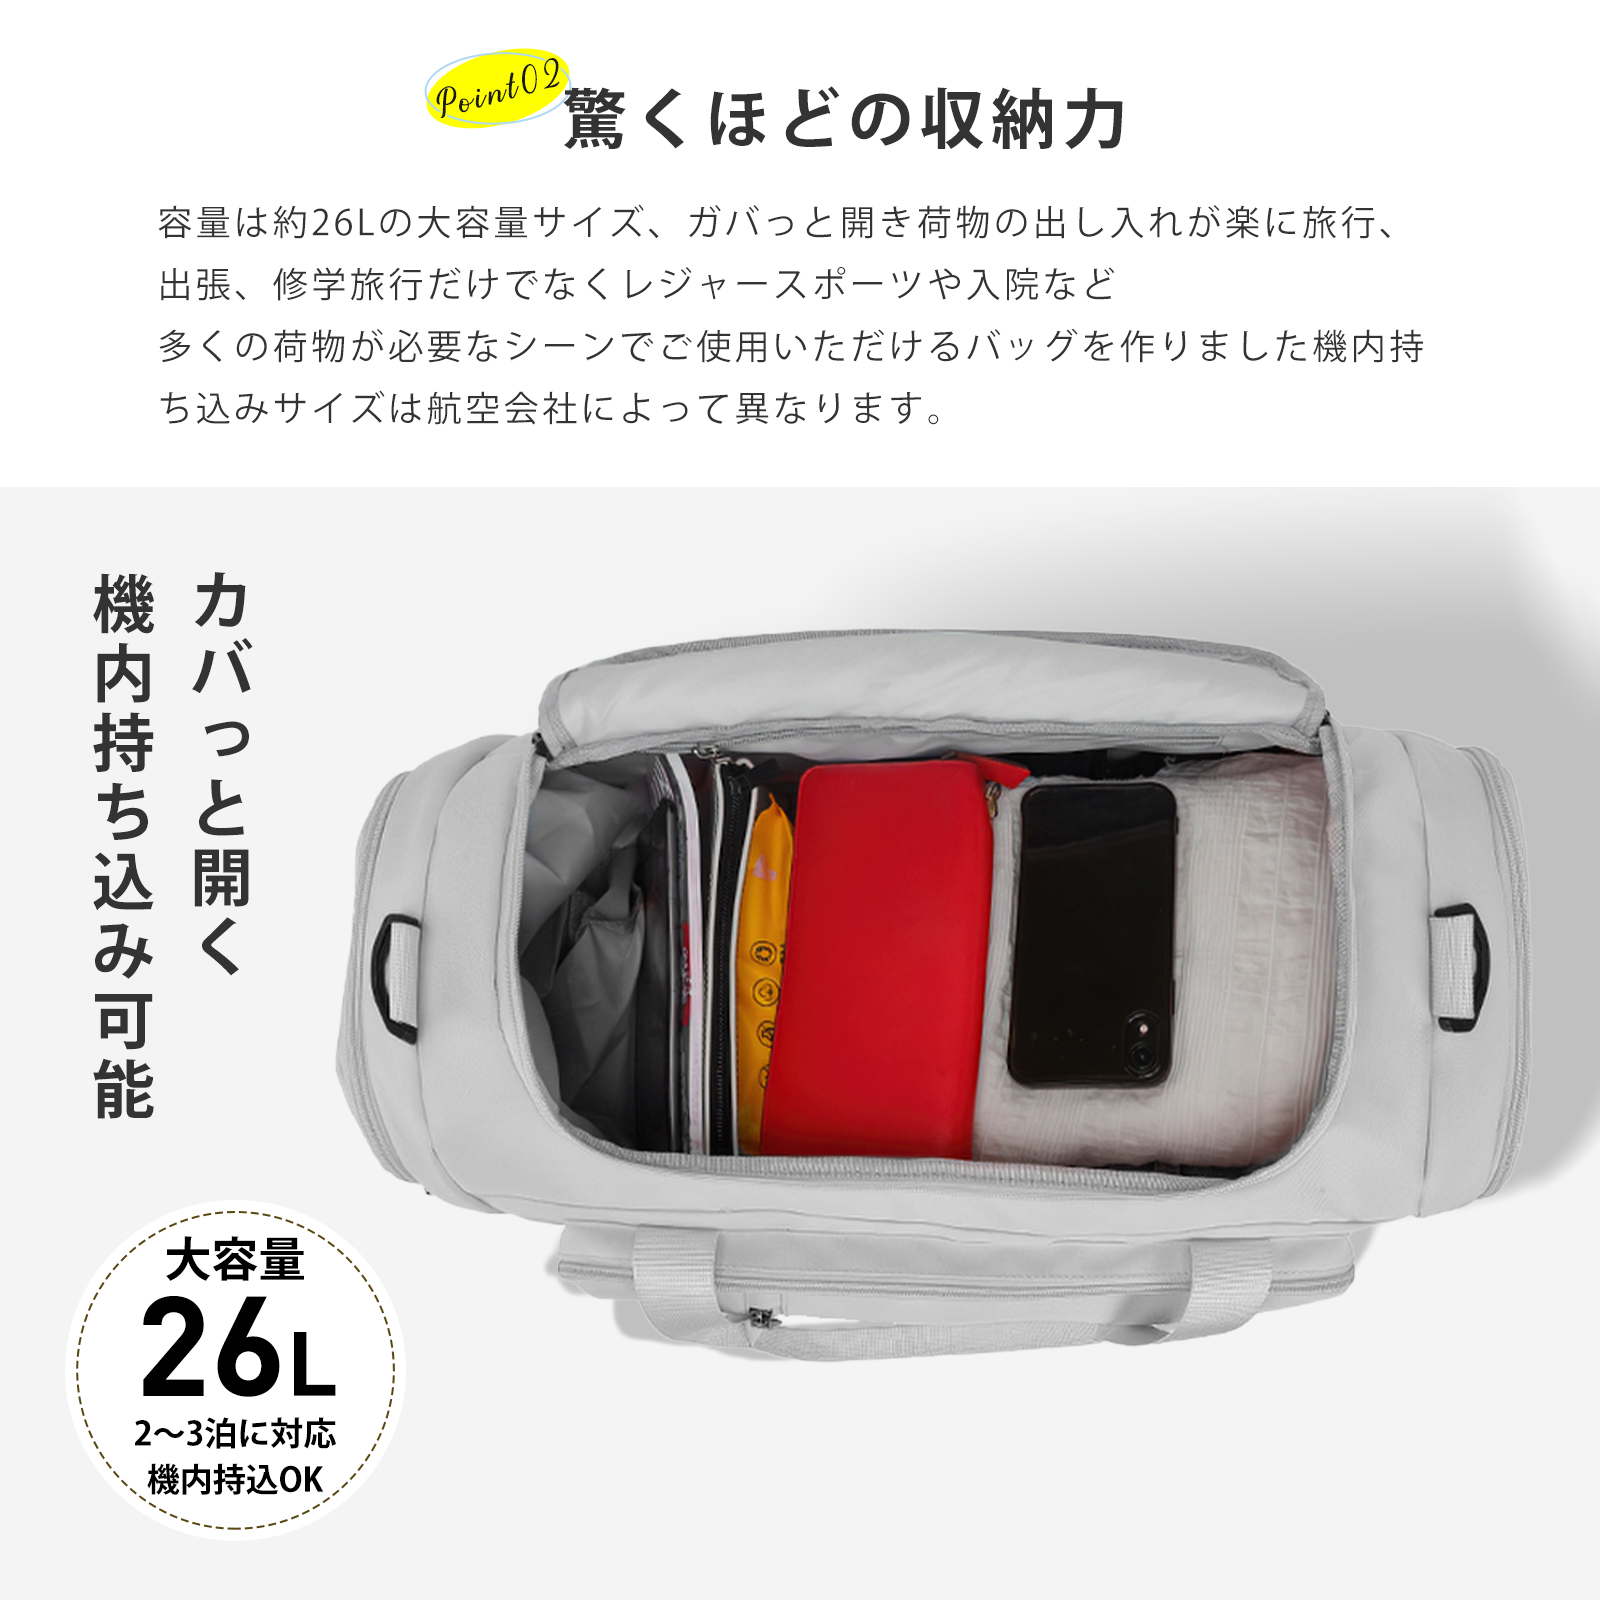 Point02
驚くほどの収納力
容量は約26Lの大容量サイズ、ガバっと開き荷物の出し入れが楽に旅行、
出張、修学旅行だけでなくレジャースポーツや入院など
多くの荷物が必要なシーンでご使用いただけるバッグを作りました機内持
ち込みサイズは航空会社によって異なります。
カバっと開く
機内持ち込み可能
大容量
26L
2～3泊に対応
機内持込OK